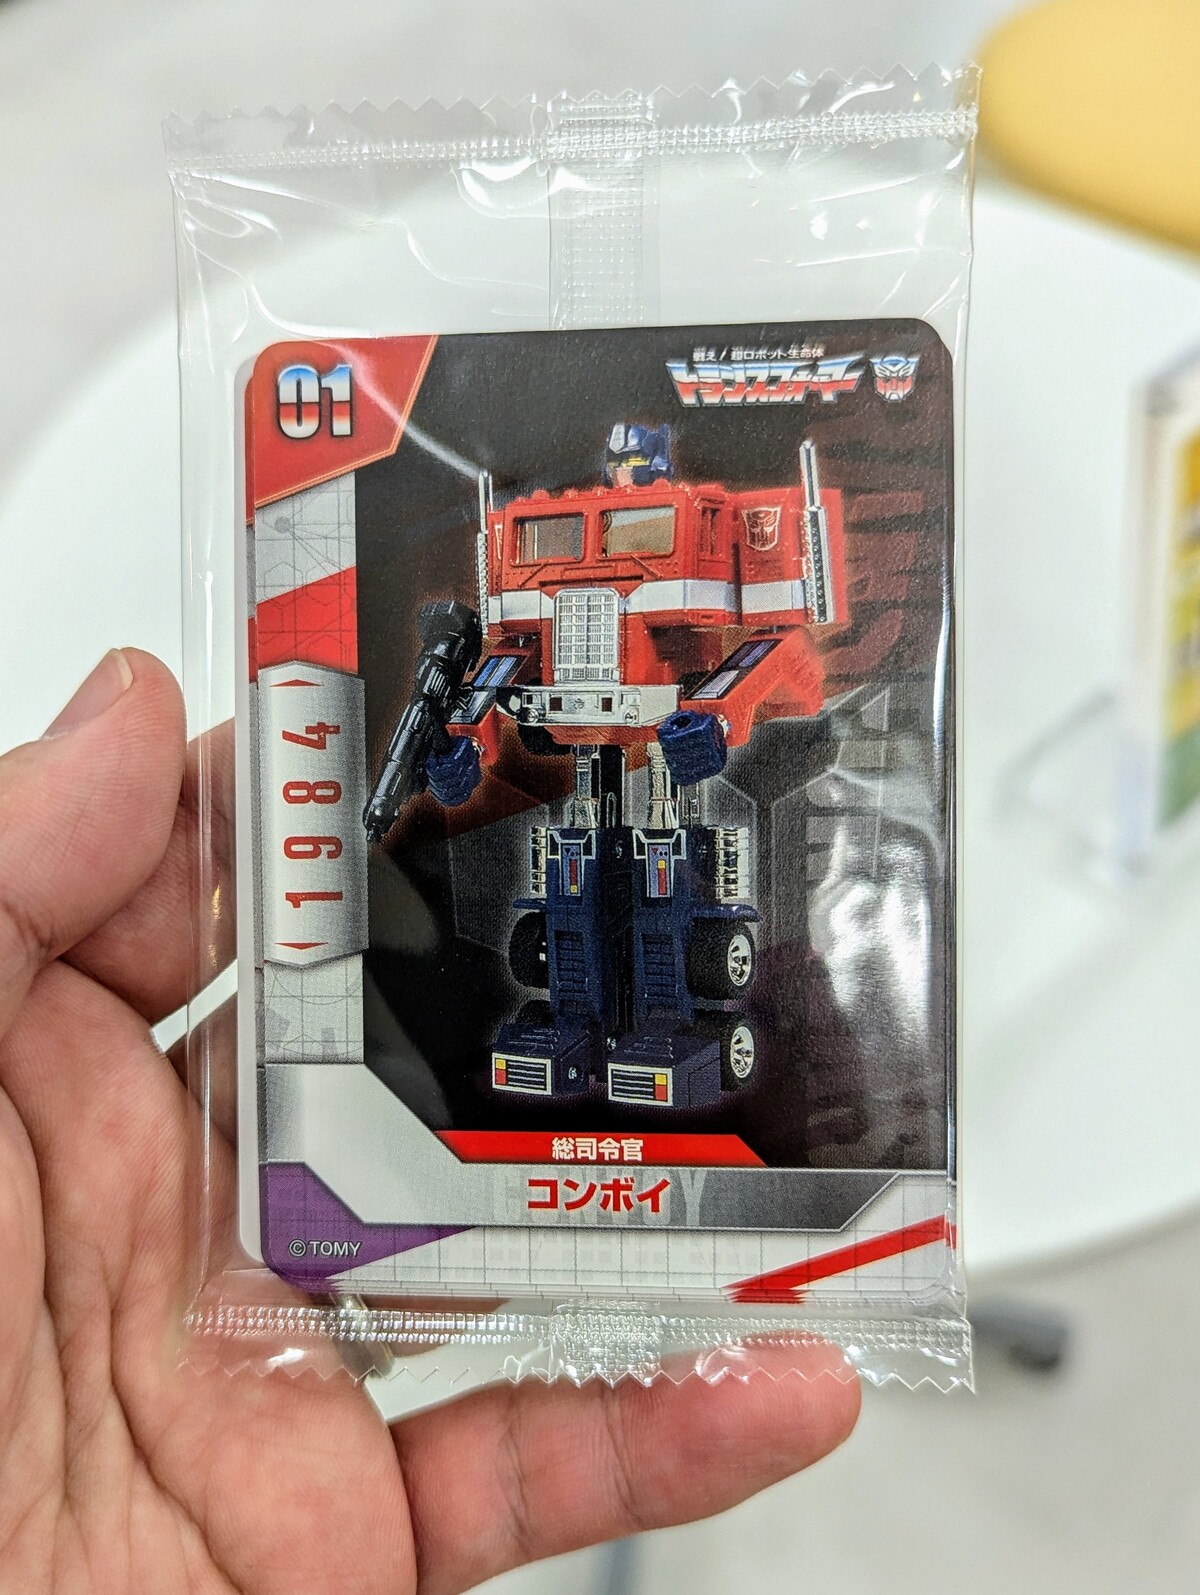 01
戦え!超ロボット生命体
トランスフォーマー
1984
総司令官
CONVOY
コンボイ
© TOMY